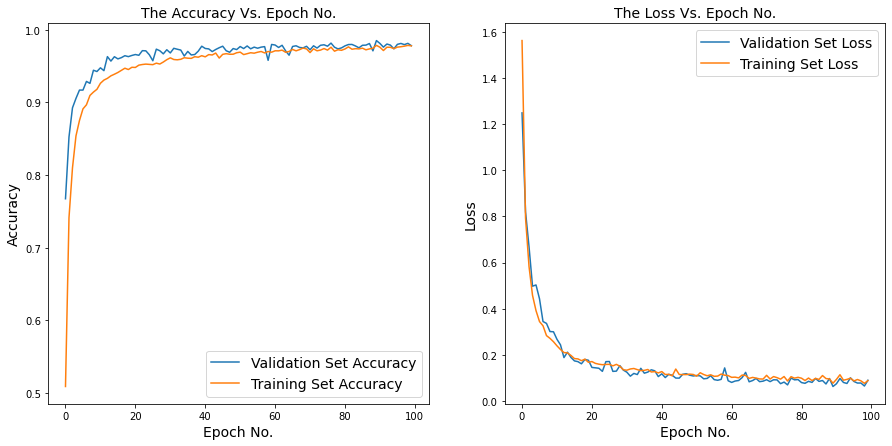 The Accuracy Vs. Epoch No.
1.0
0.9
0.8
0.7
0.6
0.5
Accuracy
Validation Set Accuracy
Training Set Accuracy
0 20 40 60 80 100
Epoch No.
The Loss Vs. Epoch No.
1.6
1.4
1.2
1.0
0.8
0.6
0.4
0.2
0.0
Loss
Validation Set Loss
Training Set Loss
0 20 40 60 80 100
Epoch No.